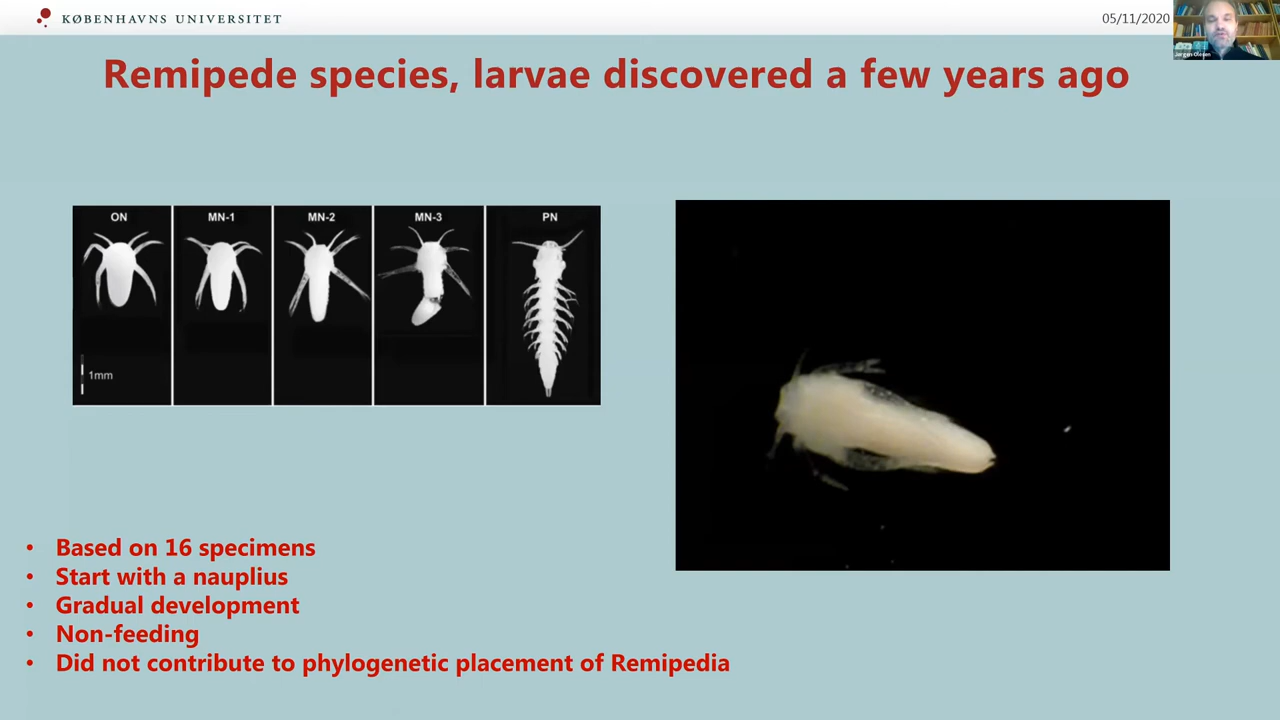 KØBENHAVNS UNIVERSITET
05/11/2020
Jørgen Olesen
Remipede species, larvae discovered a few years ago
ON MN-1 MN-2 MN-3 PN
1mm
• Based on 16 specimens
• Start with a nauplius
• Gradual development
• Non-feeding
• Did not contribute to phylogenetic placement of Remipedia